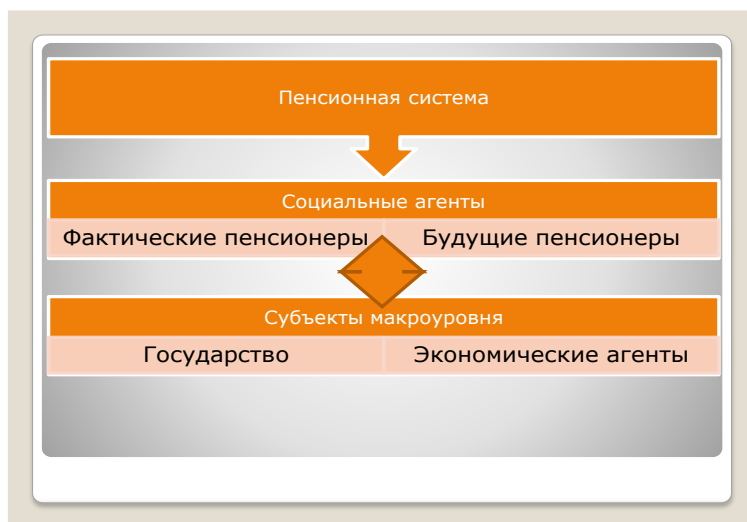 Пенсионная система
Социальные агенты
Фактические пенсионеры Будущие пенсионеры
Субъекты макроуровня
Государство Экономические агенты